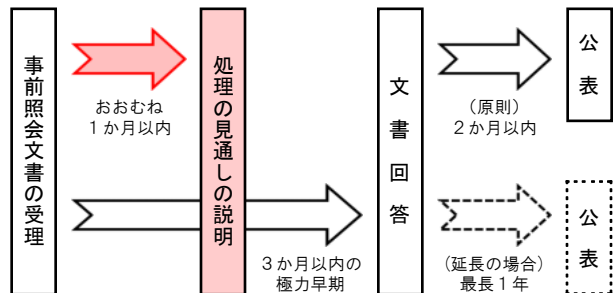 事前照会文書の受理
おおむね
１か月以内
処理の見通しの説明
３か月以内の
極力早期
文書回答
（原則）
２か月以内
公表
（延長の場合）
最長１年
公表